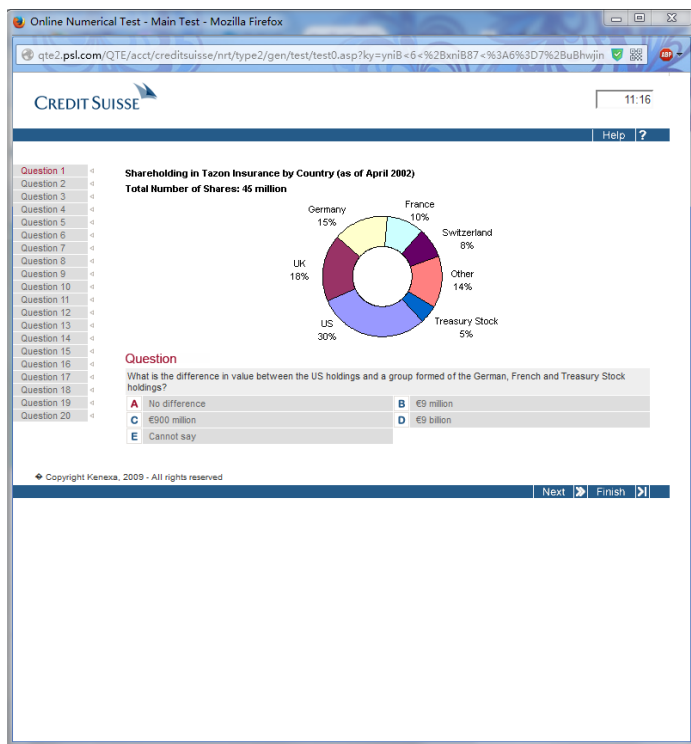 Online Numerical Test - Main Test - Mozilla Firefox
qte2.psl.com/QTE/acct/creditsuisse/nrt/type2/gen/test/test0.asp?ky=yniB<6<%2BxniB87<%3A6%3D7%2BuBhwjin
ABP
CREDIT SUISSE
11:16
Help ?
Question 1
Question 2
Question 3
Question 4
Question 5
Question 6
Question 7
Question 8
Question 9
Question 10
Question 11
Question 12
Question 13
Question 14
Question 15
Question 16
Question 17
Question 18
Question 19
Question 20
Shareholding in Tazon Insurance by Country (as of April 2002)
Total Number of Shares: 45 million
Germany
15%
France
10%
Switzerland
8%
UK
18%
Other
14%
US
30%
Treasury Stock
5%
Question
What is the difference in value between the US holdings and a group formed of the German, French and Treasury Stock
holdings?
A No difference
B €9 million
C €900 million
D €9 billion
E Cannot say
Copyright Kenexa, 2009 - All rights reserved
Next Finish